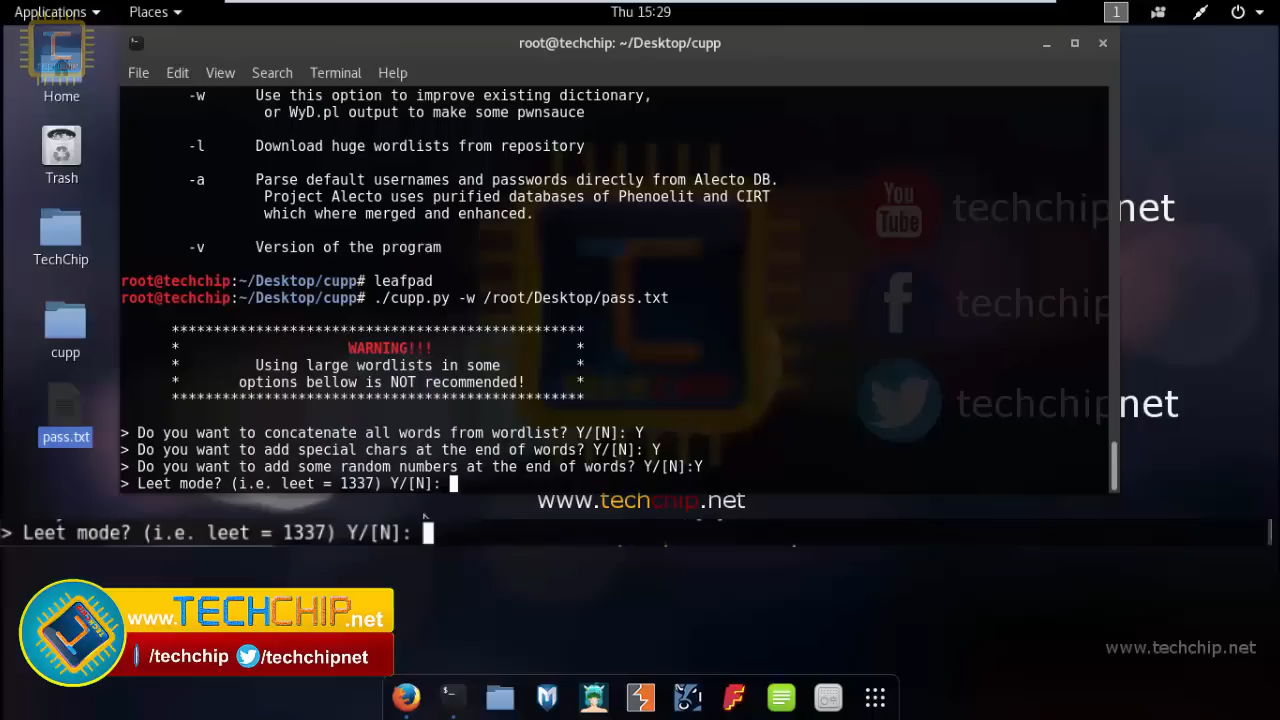 Applications Places Thu 15:29 1
root@techchip: ~/Desktop/cupp
File Edit View Search Terminal Help
-w Use this option to improve existing dictionary,
or WyD.pl output to make some pwnsauce
-l Download huge wordlists from repository
-a Parse default usernames and passwords directly from Alecto DB.
Project Alecto uses purified databases of Phenoelit and CIRT
which where merged and enhanced.
-v Version of the program
root@techchip:~/Desktop/cupp# leafpad
root@techchip:~/Desktop/cupp# ./cupp.py -w /root/Desktop/pass.txt
*************************************************
* WARNING!!! *
* Using large wordlists in some *
* options bellow is NOT recommended! *
*************************************************
> Do you want to concatenate all words from wordlist? Y/[N]: Y
> Do you want to add special chars at the end of words? Y/[N]: Y
> Do you want to add some random numbers at the end of words? Y/[N]:Y
> Leet mode? (i.e. leet = 1337) Y/[N]:
Home
Trash
TechChip
cupp
pass.txt
You
Tube
techchipnet
techchip
techchipnet
www.techchip.net
> Leet mode? (i.e. leet = 1337) Y/[N]:
www.TECHCHIP.net
/techchip /techchipnet
www.techchip.net